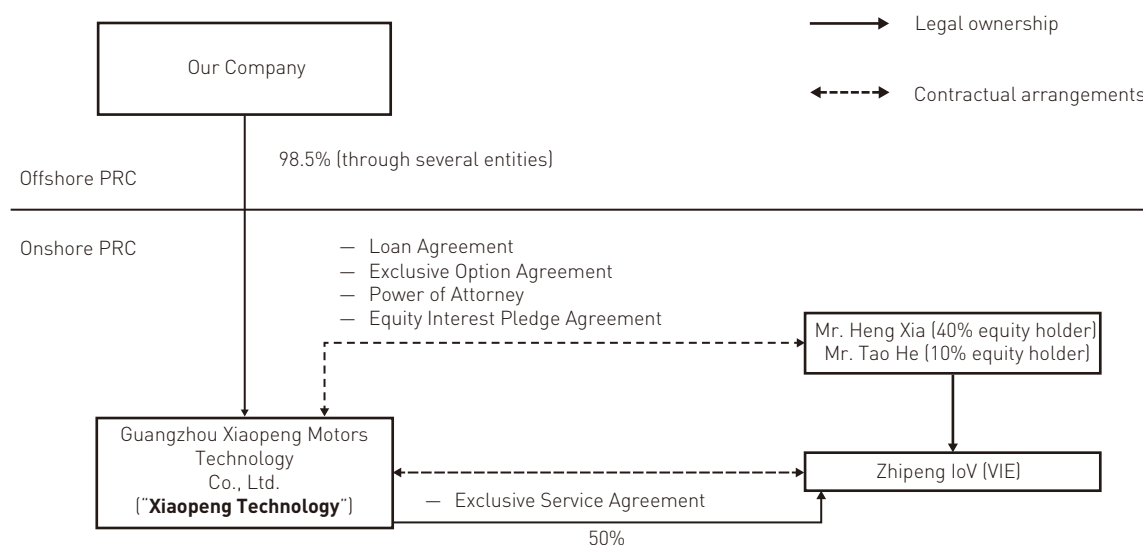 Our Company
Legal ownership
Contractual arrangements
98.5% (through several entities)
Offshore PRC
Onshore PRC
— Loan Agreement
— Exclusive Option Agreement
— Power of Attorney
— Equity Interest Pledge Agreement
Mr. Heng Xia (40% equity holder)
Mr. Tao He (10% equity holder)
Guangzhou Xiaopeng Motors
Technology
Co., Ltd.
("Xiaopeng Technology")
Zhipeng IoV (VIE)
— Exclusive Service Agreement
50%